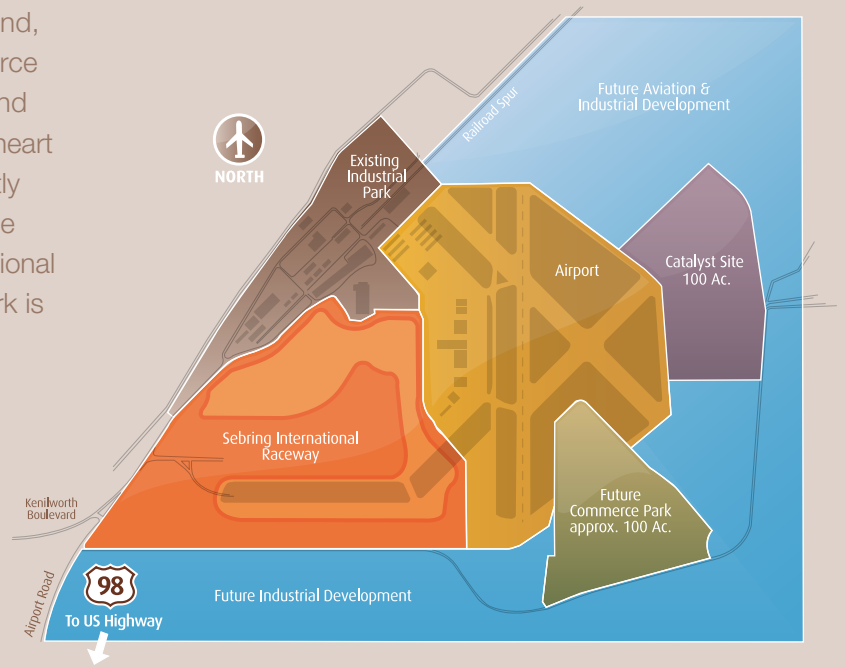 nd,
rce
nd
heart
tly
e
ional
rk is
NORTH
Railroad Spur
Future Aviation &
Industrial Development
Existing
Industrial
Park
Airport
Catalyst Site
100 Ac.
Sebring International
Raceway
Kenilworth
Boulevard
Future
Commerce Park
approx. 100 Ac.
Airport Road
98
To US Highway
Future Industrial Development